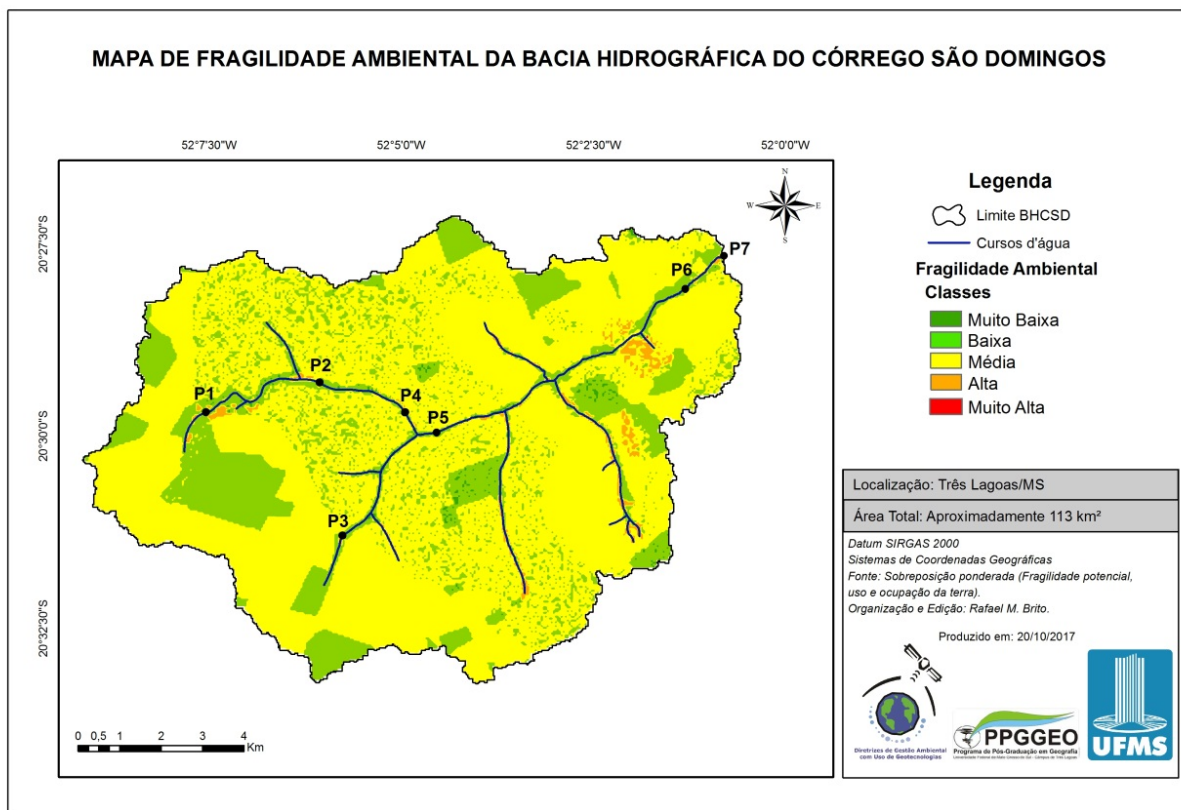 MAPA DE FRAGILIDADE AMBIENTAL DA BACIA HIDROGRÁFICA DO CÓRREGO SÃO DOMINGOS
52°7'30"W 52°5'0"W 52°2'30"W 52°0'0"W
20°27'30"S
20°30'0"S
20°32'30"S
N
W E
S
P7
P6
P2
P1
P4
P5
P3
0 0,5 1 2 3 4
Km
Legenda
Limite BHCSD
Cursos d'água
Fragilidade Ambiental
Classes
Muito Baixa
Baixa
Média
Alta
Muito Alta
Localização: Três Lagoas/MS
Área Total: Aproximadamente 113 km²
Datum SIRGAS 2000
Sistemas de Coordenadas Geográficas
Fonte: Sobreposição ponderada (Fragilidade potencial,
uso e ocupação da terra).
Organização e Edição: Rafael M. Brito.
Produzido em: 20/10/2017
Diretrizes de Gestão Ambiental
com Uso de Geotecnologias
PPGGEO
Programa de Pós-Graduação em Geografia
UFMS